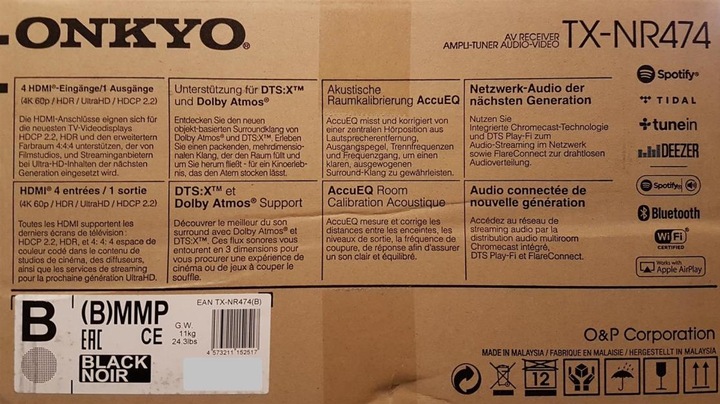 ONKYO®
AV RECEIVER
AMPLI-TUNER AUDIO-VIDEO
TX-NR474
4 HDMI®-Eingänge/1 Ausgänge
(4K 60p / HDR / UltraHD / HDCP 2.2)
Die HDMI-Anschlüsse eignen sich für
die neuesten TV-Videodisplays
HDCP 2.2, HDR und den erweiterten
Farbraum 4:4:4 unterstützen, der von
Filmstudios, und Streaminganbietern
bei Ultra-HD-Inhalten der nächsten
Generation eingesetzt wird.
Unterstützung für DTS:X™
und Dolby Atmos®
Entdecken Sie den neuen
objekt-basierten Surroundklang von
Dolby Atmos® und DTS:X™. Erleben
Sie einen packenden, mehrdimensio-
nalen Klang, der den Raum füllt und
um Sie herum fließt - für ein Kinoerleb-
nis, das den Atem stocken lässt.
Akustische
Raumkalibrierung AccuEQ
AccuEQ misst und korrigiert von
einer zentralen Hörposition aus
Lautsprecherentfernung,
Ausgangspegel, Trennfrequenzen
und Frequenzgang, um einen
klaren, ausgewogenen
Surround-Klang zu gewährleisten.
Netzwerk-Audio der
nächsten Generation
Nutzen Sie
Integrierte Chromecast-Technologie
und DTS Play-Fi zum
Audio-Streaming im Netzwerk
sowie FlareConnect zur drahtlosen
Audioverteilung.
HDMI® 4 entrées / 1 sortie
(4K 60p / HDR / UltraHD / HDCP 2.2)
Toutes les HDMI supportent les
derniers écrans de télévision:
HDCP 2.2, HDR, et 4: 4: 4 espace de
couleur codé dans le contenu de
studios de cinéma, des diffuseurs,
ainsi que les services de streaming
pour la prochaine génération UltraHD.
DTS:X™ et
Dolby Atmos® Support
Découvrer le meilleur du son
surround avec Dolby Atmos® et
DTS:X™. Ces flux sonores vous
entourent en 3 dimensions pour
vous procurer une expérience de
cinéma ou de jeux à couper le
souffle.
AccuEQ Room
Calibration Acoustique
AccuEQ mesure et corrige les
distances entre les enceintes, les
niveaux de sortie, la fréquence de
coupure, de réponse afin d'assurer
un son clair et équilibré.
Audio connectée de
nouvelle génération
Accédez au réseau de
streaming audio par la
distribution audio multiroom
Chromecast intégré,
DTS Play-Fi et FlareConnect.
Spotify®
TIDAL
tunein
DEEZER
Spotify®
Bluetooth
Wi Fi
CERTIFIED
Works with
Apple AirPlay
B
(B)MMP
EAC
CE
BLACK
NOIR
G.W.
11kg
24.3lbs
EAN TX-NR474(B)
4 573211 152517
O&P Corporation
MADE IN MALAYSIA / FABRIQUE EN MALAISIE / HERGESTELLT IN MALAYSIA
12